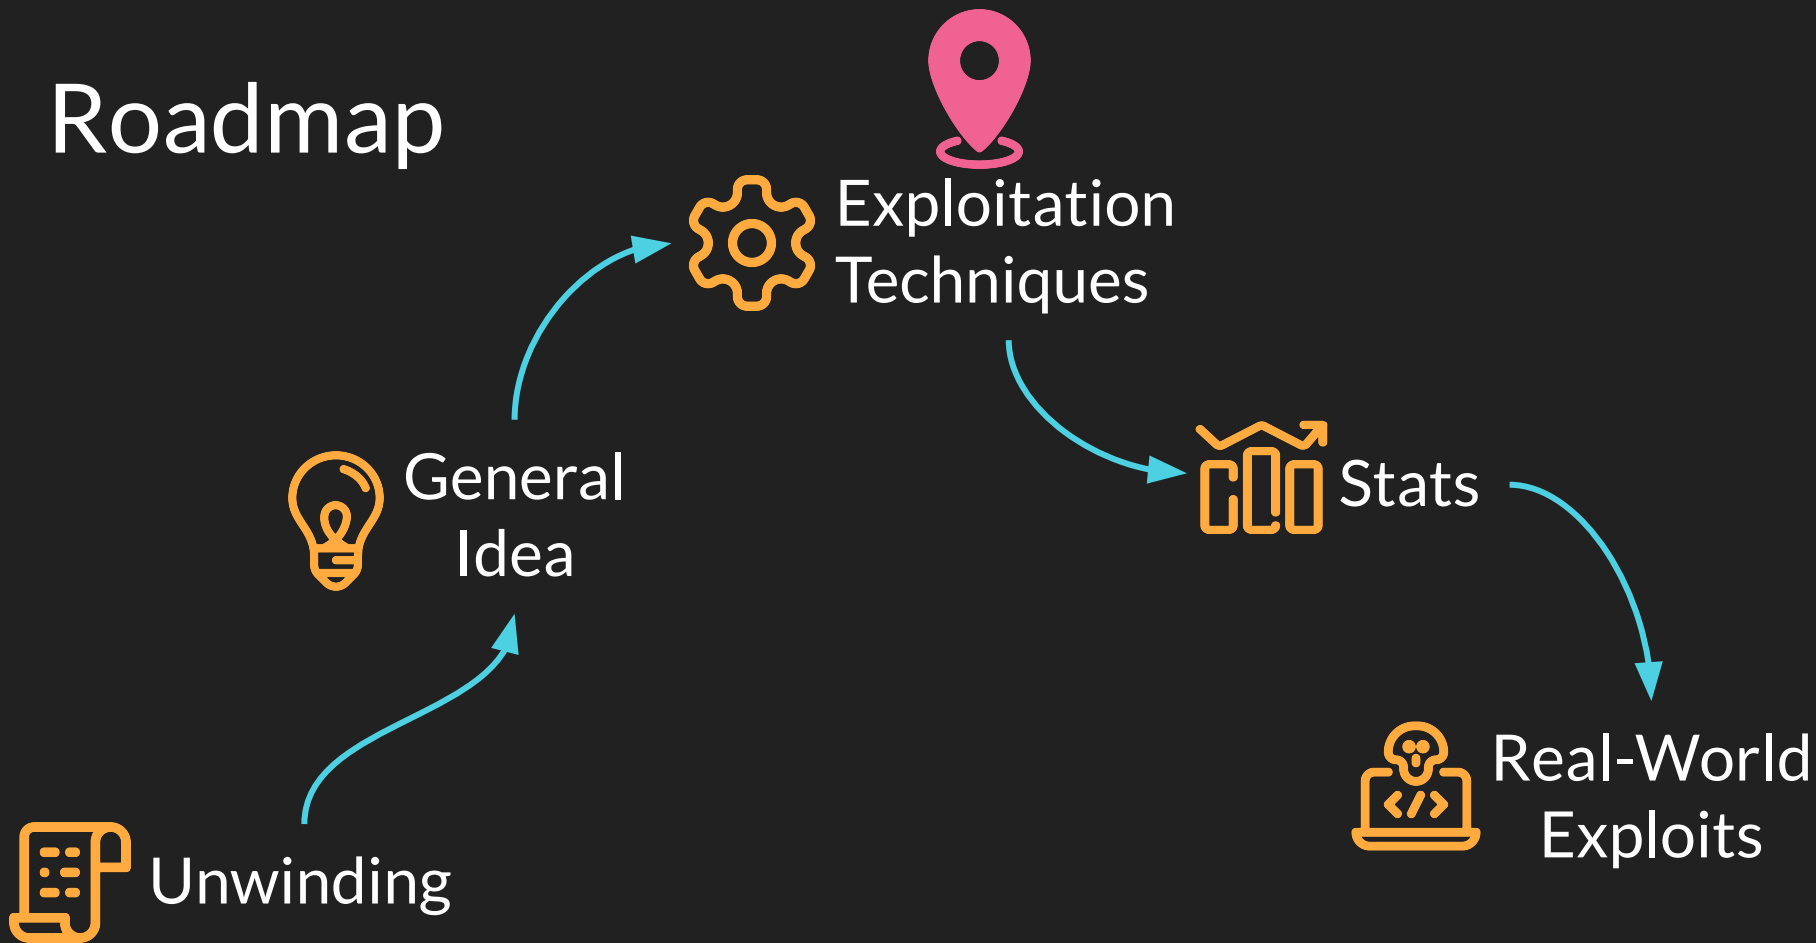 Roadmap
Exploitation
Techniques
General
Idea
Stats
Unwinding
Real-World
Exploits